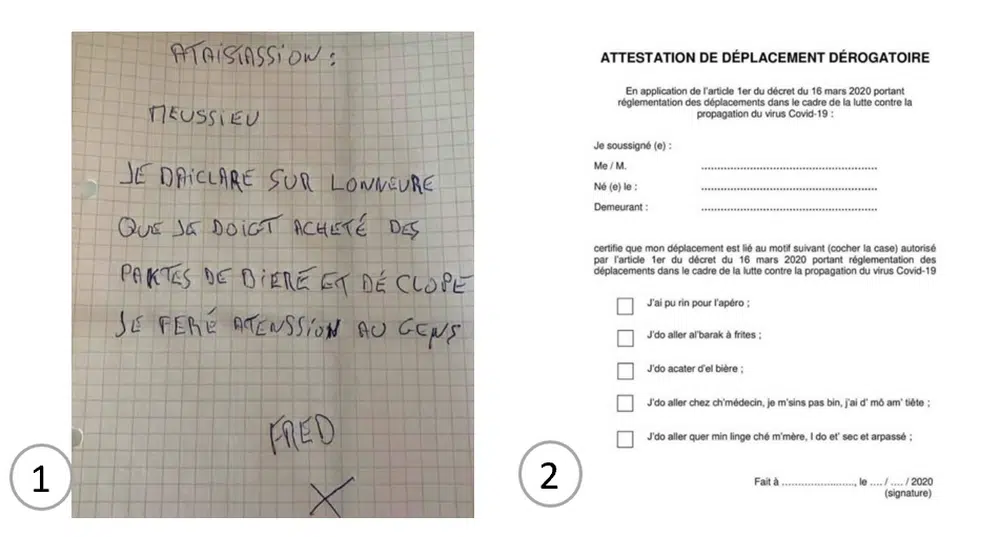 ATAISTASSION :
MEUSSIEU
JE DAICLARE SUR LONNEURE
QUE JE DOIGT ACHETÉ DES
PAKTES DE BIERE ET DÉ CLOPE
JE FERÉ ATENSSION AU GENS
FRED
X
1
ATTESTATION DE DÉPLACEMENT DÉROGATOIRE
En application de l'article 1er du décret du 16 mars 2020 portant
réglementation des déplacements dans le cadre de la lutte contre la
propagation du virus Covid-19 :
Je soussigné (e) :
Me / M. ................................................
Né (e) le : ................................................
Demeurant : ................................................
certifie que mon déplacement est lié au motif suivant (cocher la case) autorisé
par l'article 1er du décret du 16 mars 2020 portant réglementation des
déplacements dans le cadre de la lutte contre la propagation du virus Covid-19
J'ai pu rin pour l'apéro ;
J'do aller al'barak à frites ;
J'do acater d'el bière ;
J'do aller chez ch'médecin, je m'sins pas bin, j'ai d' mô am' tiête ;
J'do aller quer min linge ché m'mère, I do et' sec et arpassé ;
Fait à ......................., le .... / .... / 2020
(signature)
2